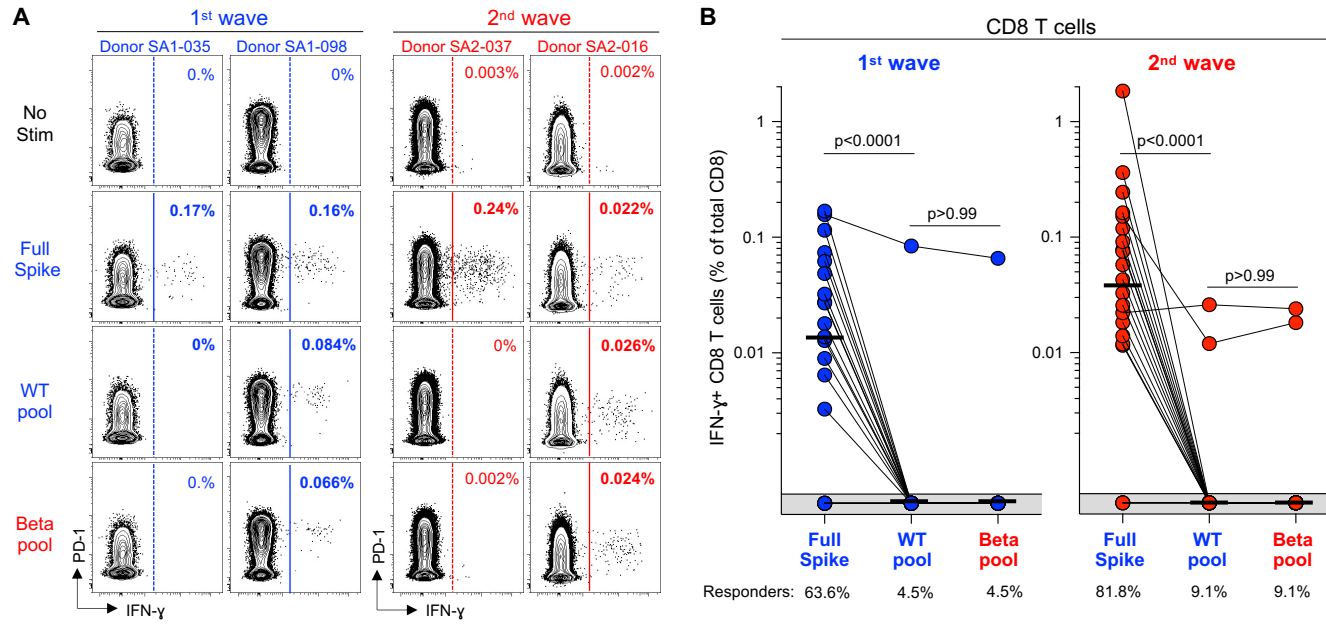 A
1st wave
2nd wave
Donor SA1-035
Donor SA1-098
Donor SA2-037
Donor SA2-016
No
Stim
0.%
0%
0.003%
0.002%
Full
Spike
0.17%
0.16%
0.24%
0.022%
WT
pool
0%
0.084%
0%
0.026%
Beta
pool
0.%
0.066%
0.002%
0.024%
PD-1
IFN-ɣ
PD-1
IFN-ɣ
B
CD8 T cells
1st wave
2nd wave
IFN-ɣ+ CD8 T cells (% of total CD8)
1
0.1
0.01
p<0.0001
p>0.99
1
0.1
0.01
p<0.0001
p>0.99
Full
Spike
WT
pool
Beta
pool
Full
Spike
WT
pool
Beta
pool
Responders: 63.6% 4.5% 4.5% 81.8% 9.1% 9.1%